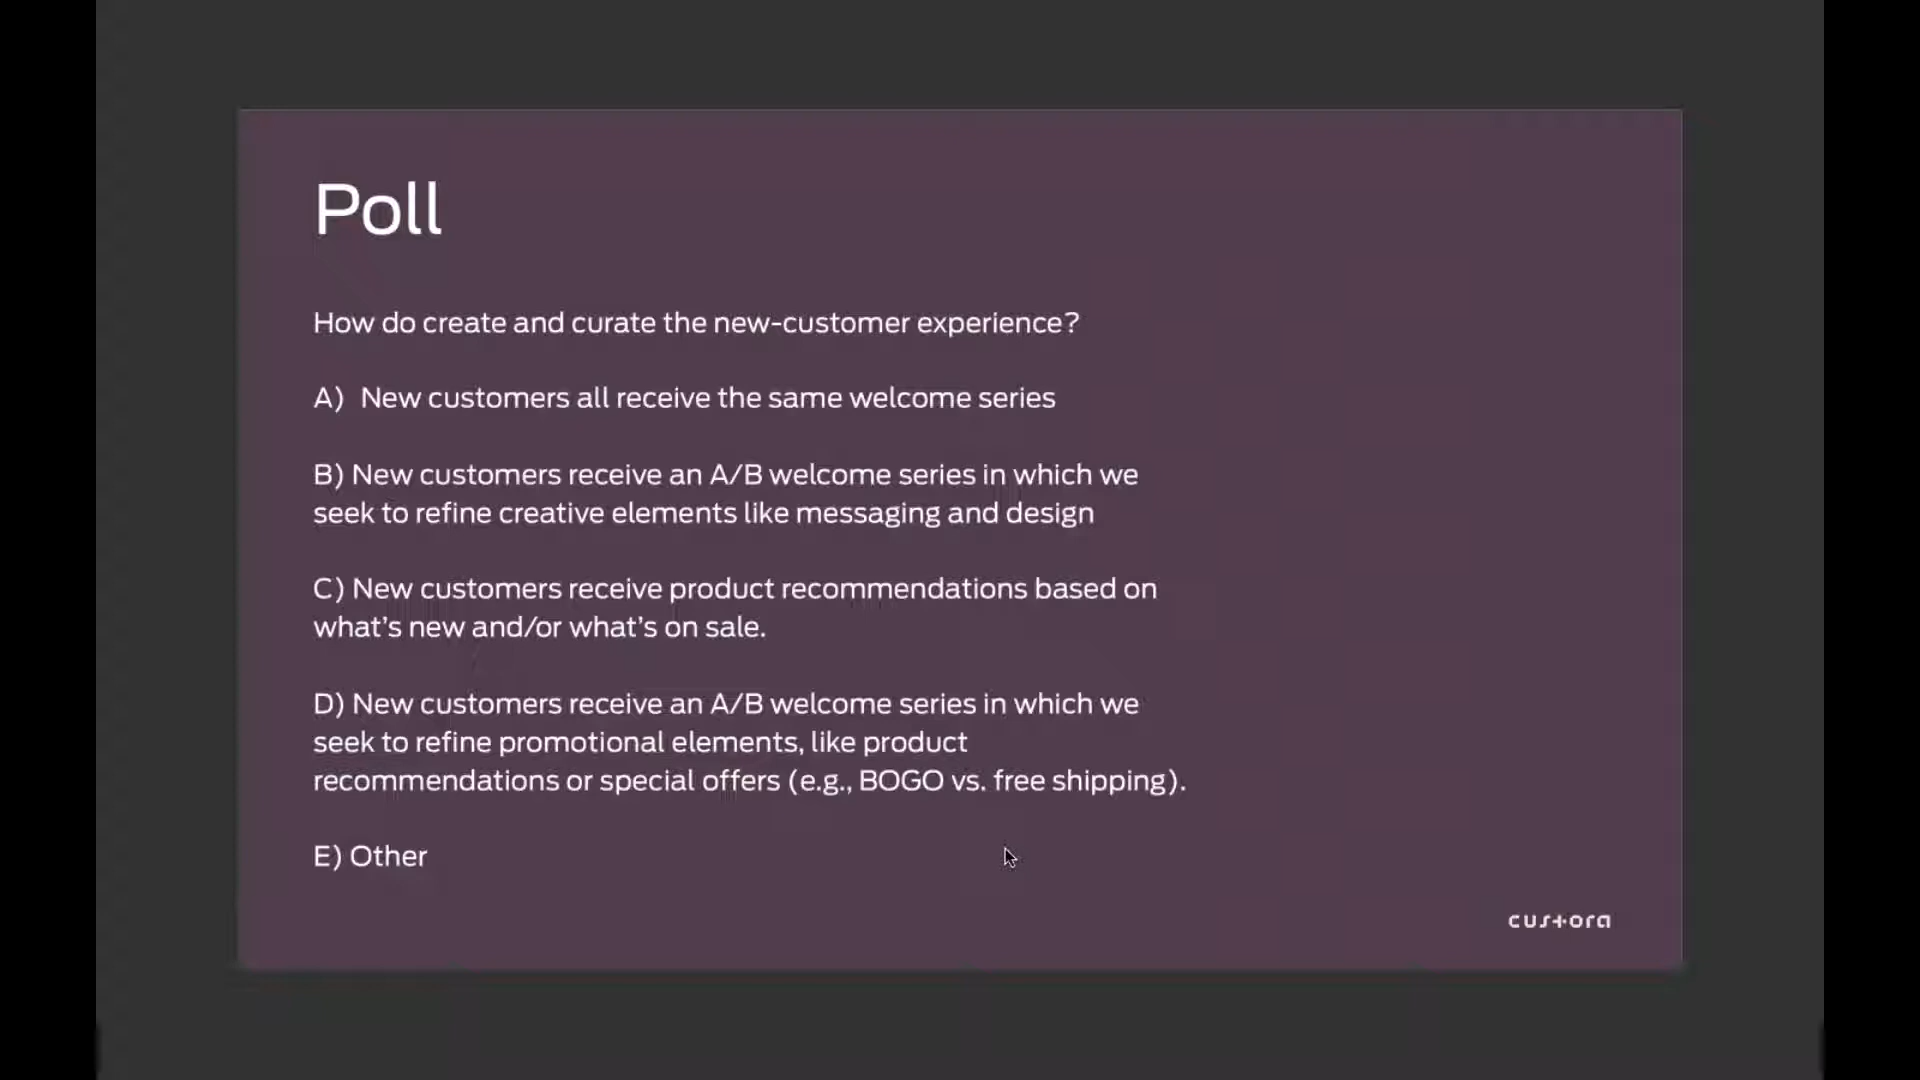 Poll
How do create and curate the new-customer experience?
A) New customers all receive the same welcome series
B) New customers receive an A/B welcome series in which we
seek to refine creative elements like messaging and design
C) New customers receive product recommendations based on
what's new and/or what's on sale.
D) New customers receive an A/B welcome series in which we
seek to refine promotional elements, like product
recommendations or special offers (e.g., BOGO vs. free shipping).
E) Other
custora